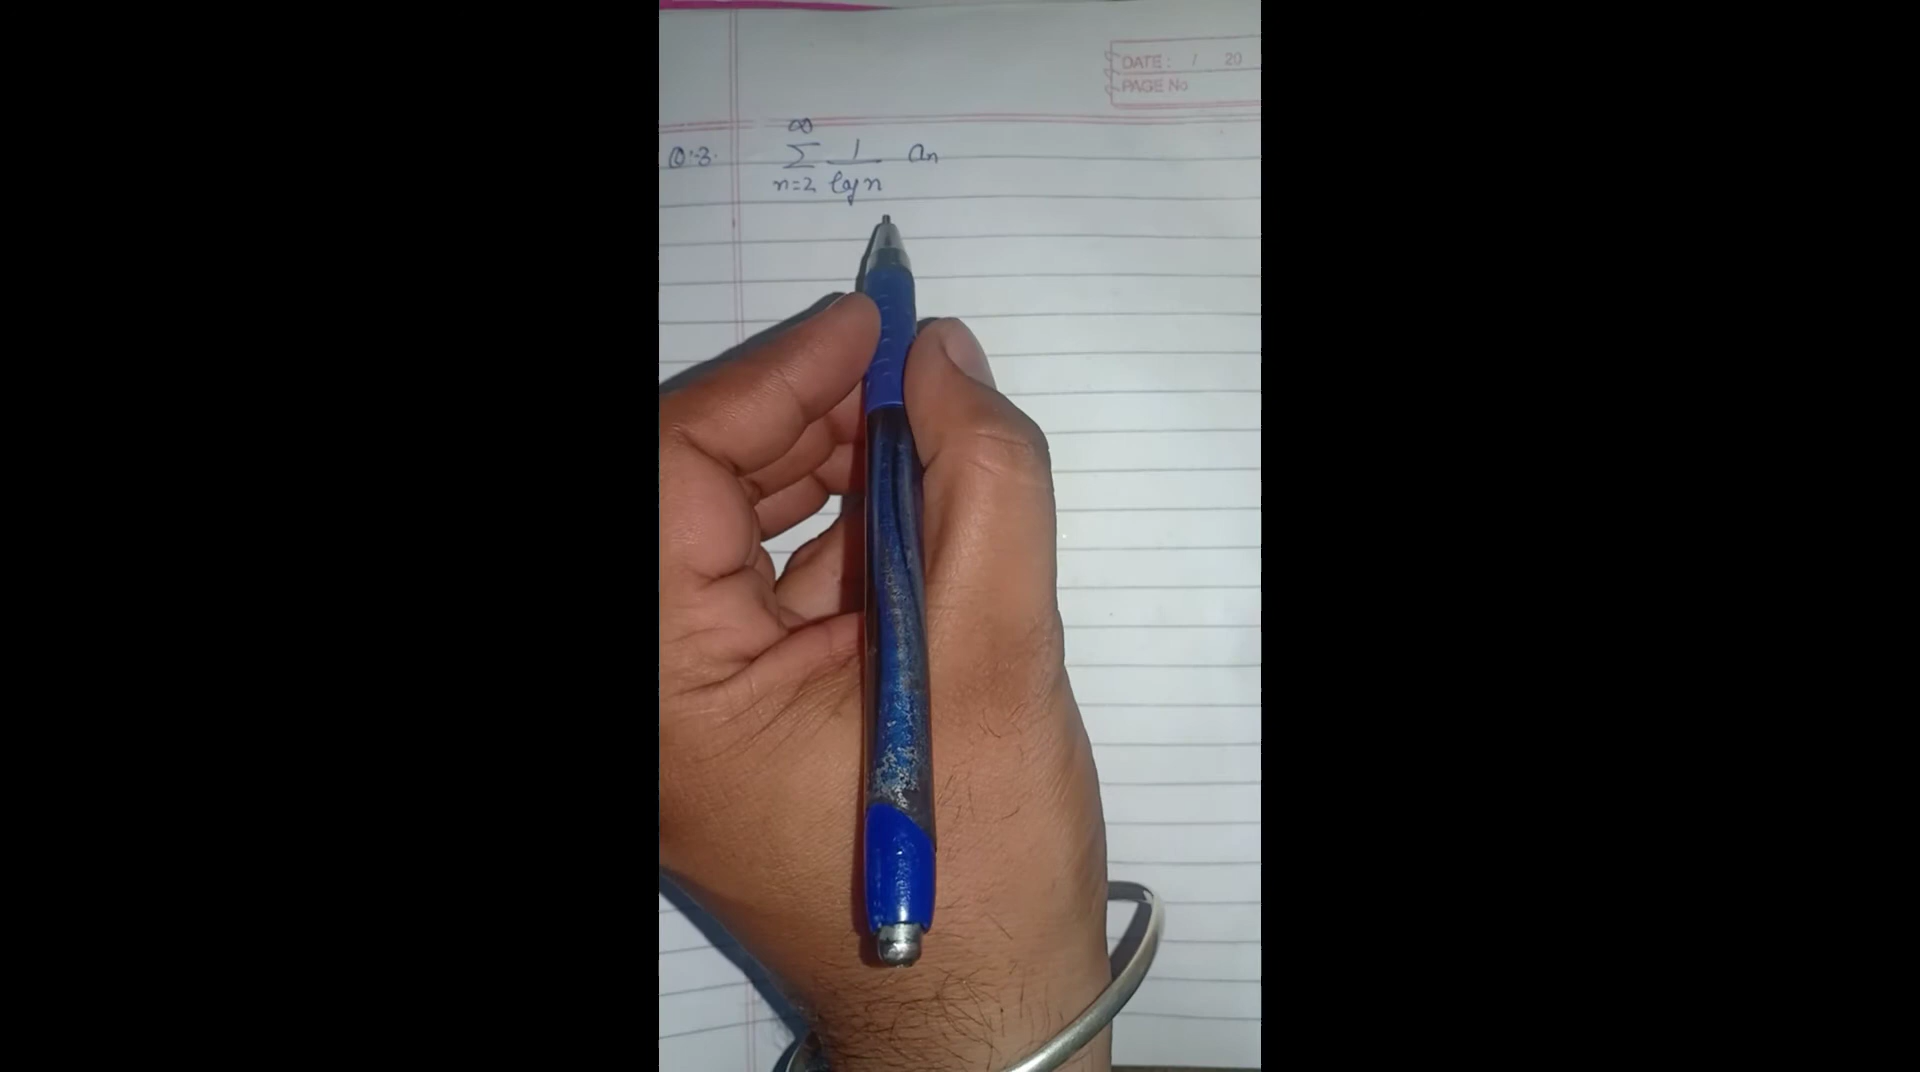 DATE: / 20
PAGE No
Q:-3. ∞
∑ 1/log n an
n=2